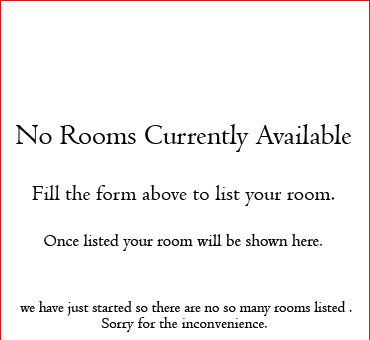 No Rooms Currently Available
Fill the form above to list your room.
Once listed your room will be shown here.
we have just started so there are no so many rooms listed .
Sorry for the inconvenience.